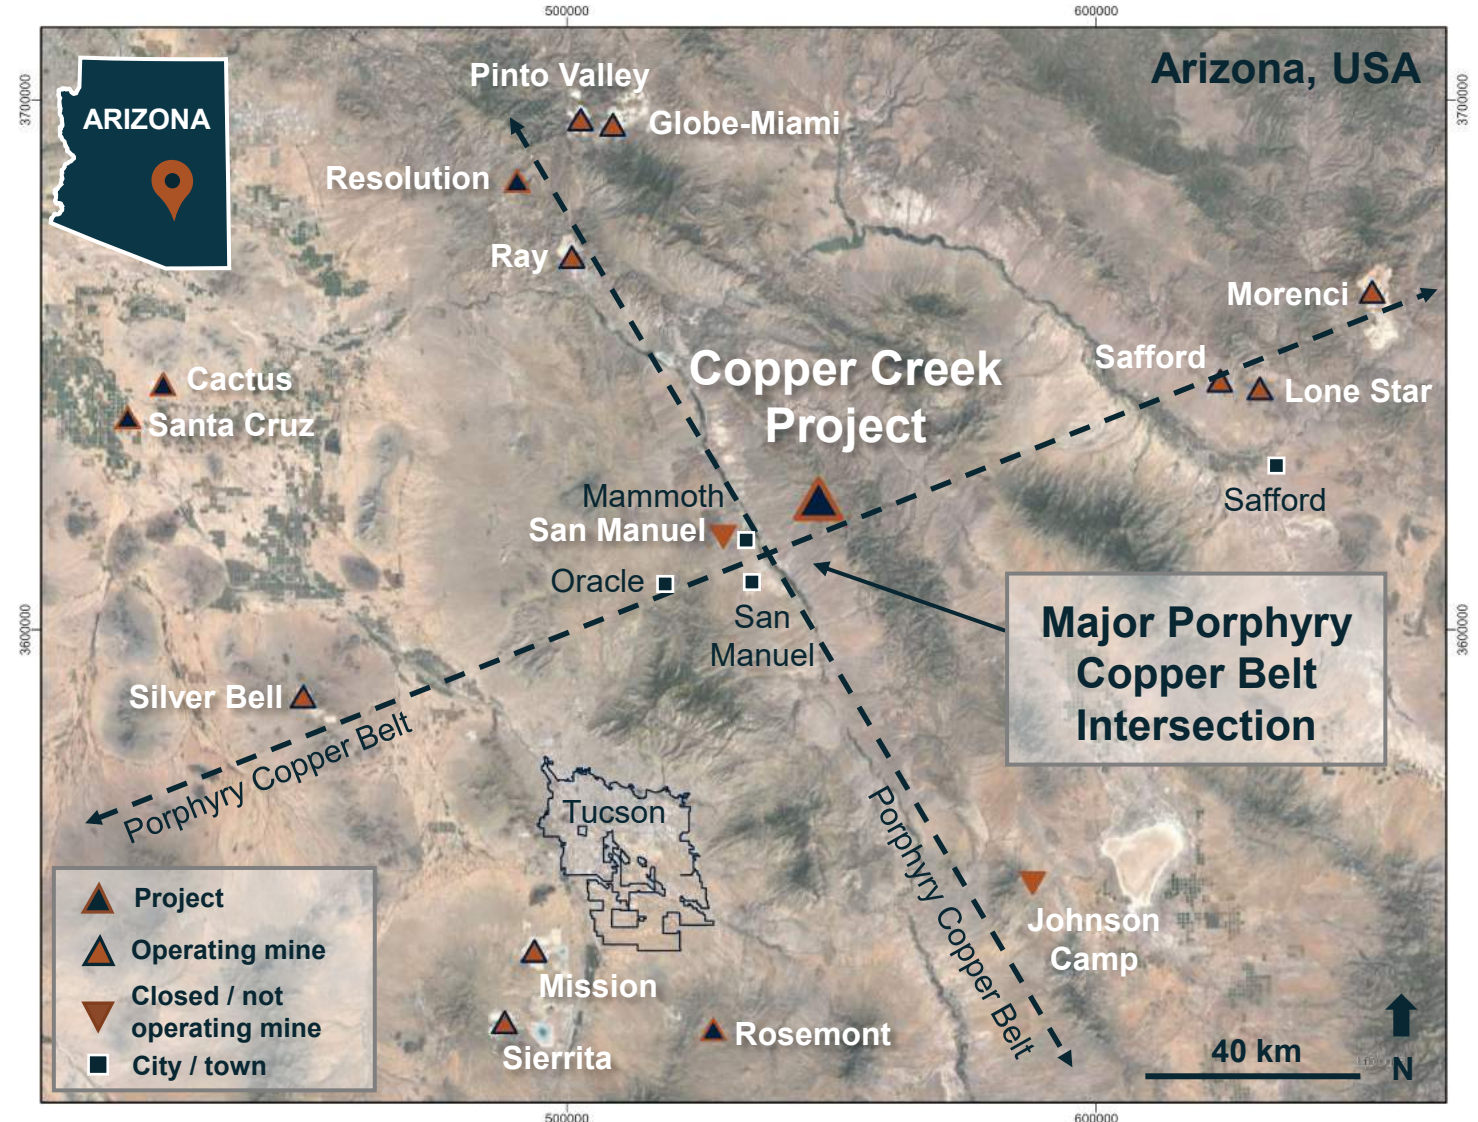 500000
600000
Arizona, USA
3700000
3700000
ARIZONA
Pinto Valley
Globe-Miami
Resolution
Ray
Morenci
Safford
Lone Star
Copper Creek
Project
Cactus
Santa Cruz
Safford
Mammoth
San Manuel
Oracle
San
Manuel
3600000
3600000
Major Porphyry
Copper Belt
Intersection
Silver Bell
Porphyry Copper Belt
Tucson
Porphyry Copper Belt
Johnson
Camp
Project
Operating mine
Closed / not
operating mine
City / town
Mission
Sierrita
Rosemont
40 km
N
500000
600000